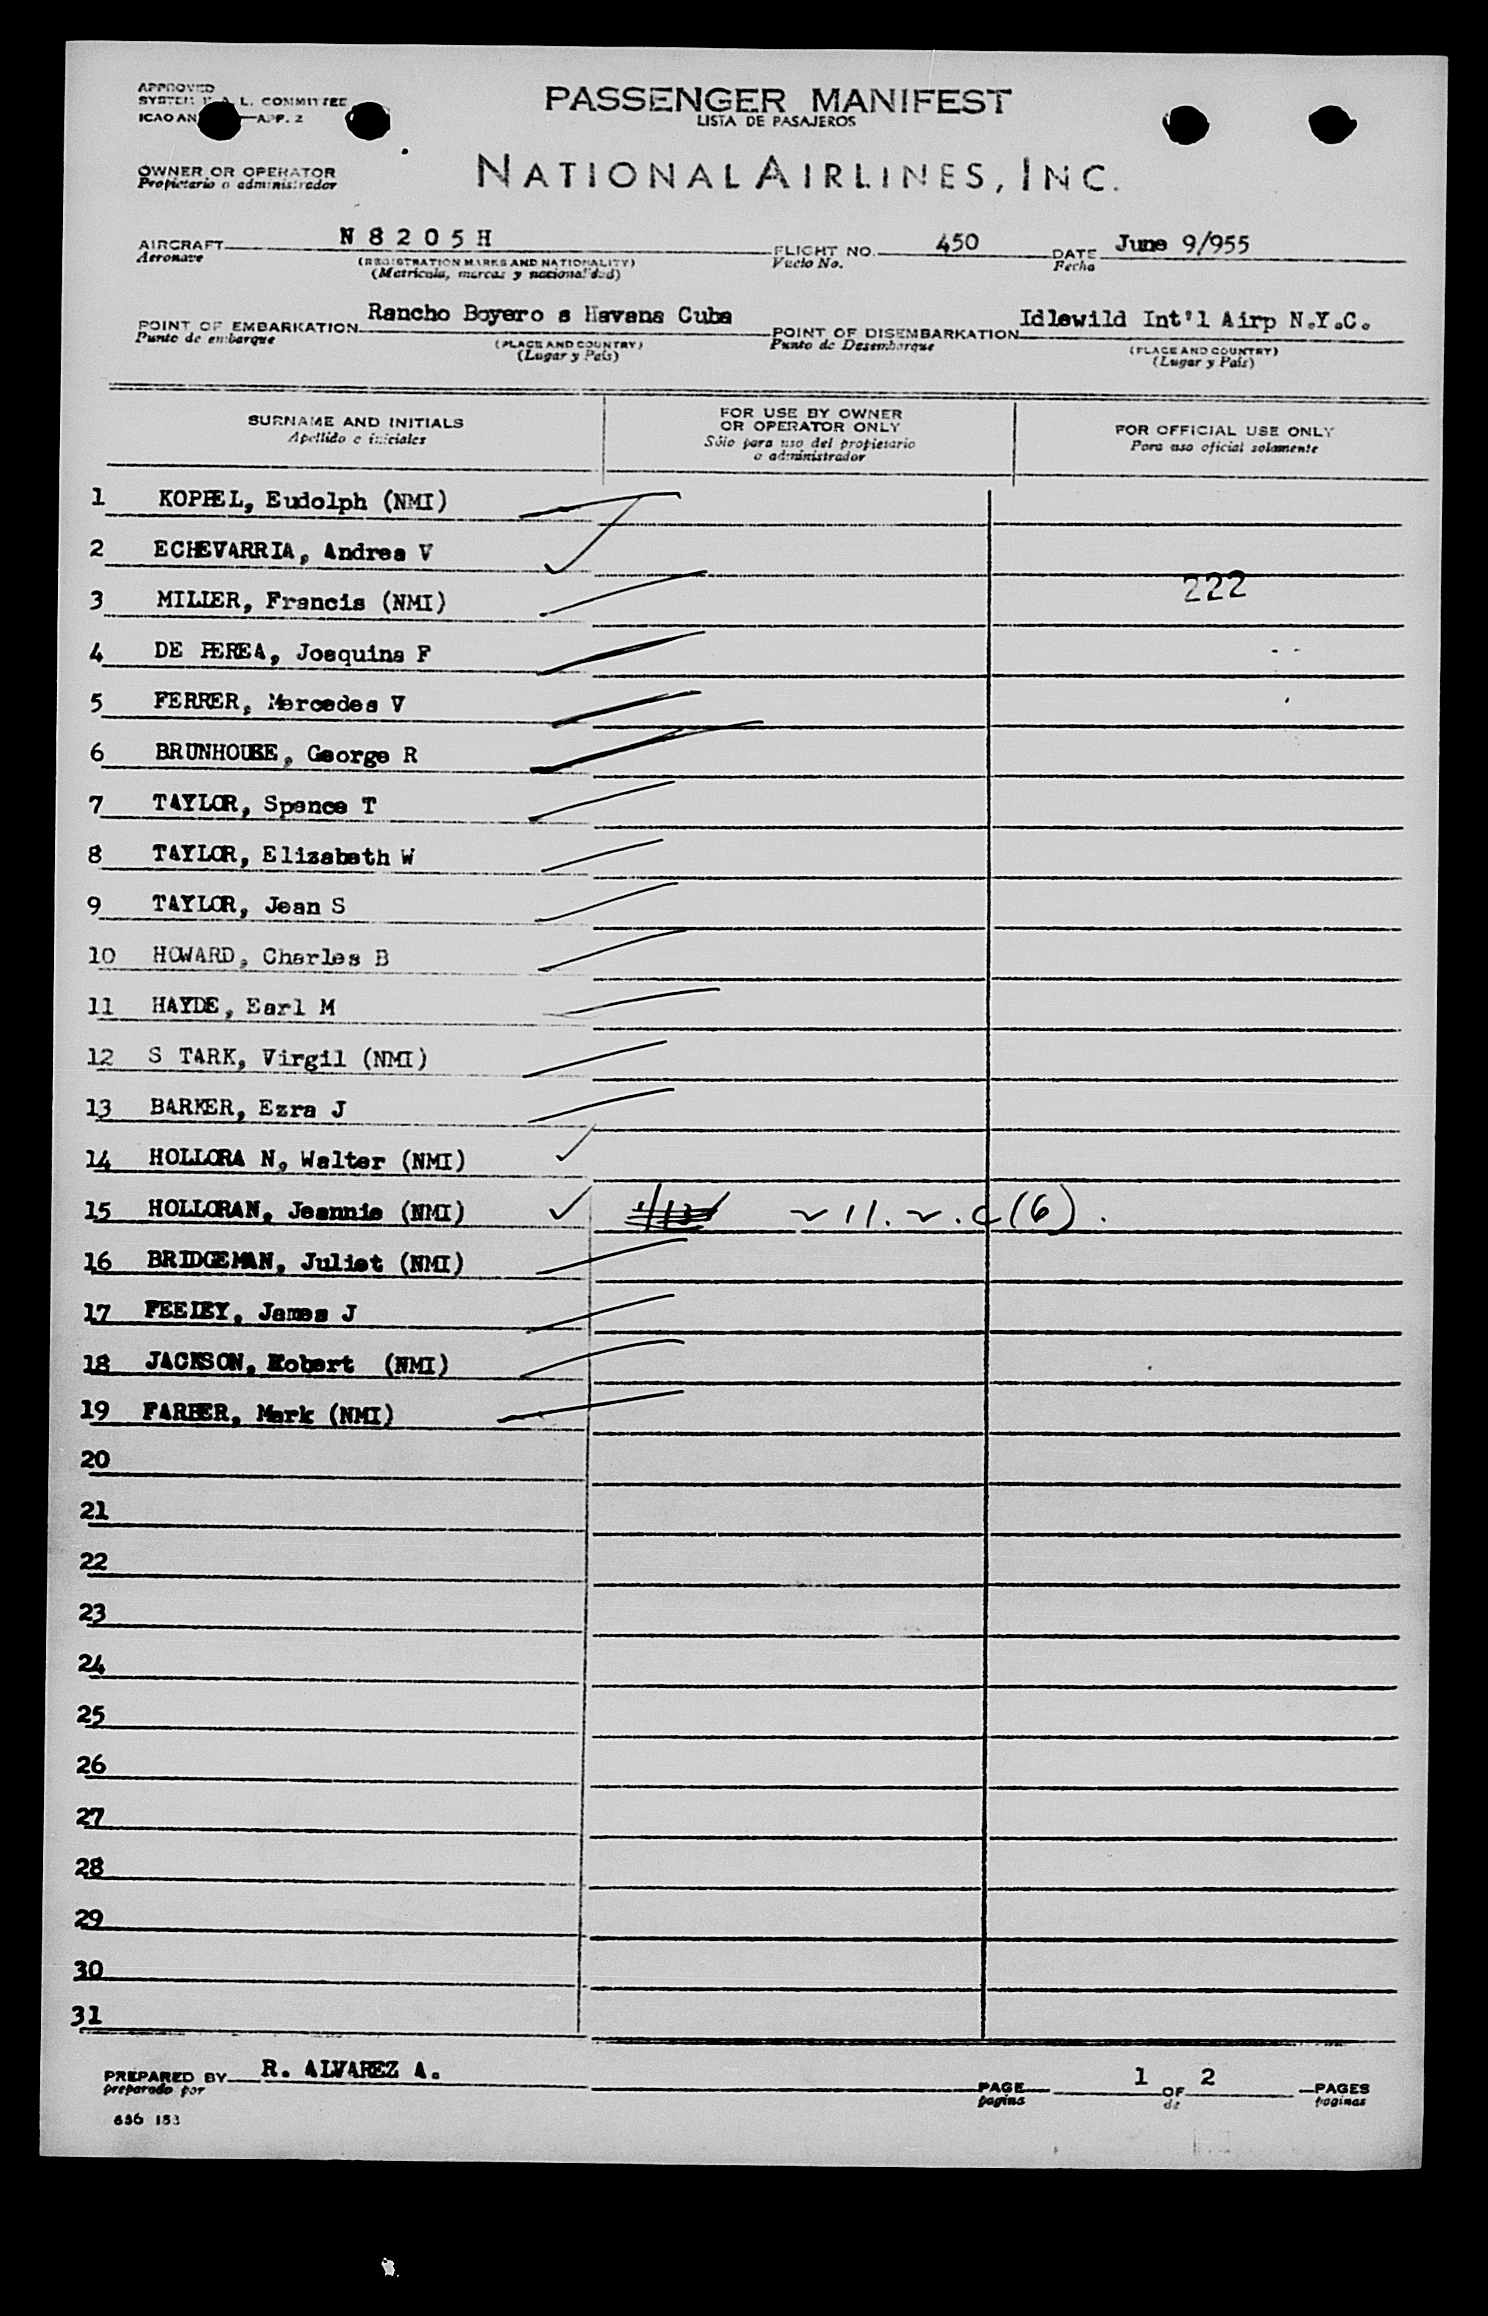 APPROVED
SYSTEM L. COMMITTEE
ICAO AN APP. 2
PASSENGER MANIFEST
LISTA DE PASAJEROS
OWNER OR OPERATOR
Propietario o administrador
NATIONAL AIRLINES, INC.
AIRCRAFT N 8 2 0 5 H FLIGHT NO. 450 DATE June 9/955
Aeronave (REGISTRATION MARKS AND NATIONALITY) Vuelo No. Fecha
(Matricula, marcas y nacionalidad)
POINT OF EMBARKATION Rancho Boyero s Havana Cuba POINT OF DISEMBARKATION Idlewild Int'l Airp N.Y.C.
Punto de embarque (PLACE AND COUNTRY) Punto de Desembarque (PLACE AND COUNTRY)
(Lugar y País) (Lugar y País)
SURNAME AND INITIALS FOR USE BY OWNER OR OPERATOR ONLY FOR OFFICIAL USE ONLY
Apellido e iniciales Sólo para uso del propietario o administrador Para uso oficial solamente
1 KOPPEL, Rudolph (NMI)
2 ECHEVARRIA, Andrea V
3 MILLER, Francis (NMI) 222
4 DE PEREA, Joaquina F
5 FERRER, Mercedes V
6 BRUNHOUSE, George R
7 TAYLOR, Spence T
8 TAYLOR, Elizabeth W
9 TAYLOR, Jean S
10 HOWARD, Charles B
11 HAYDE, Earl M
12 S TARK, Virgil (NMI)
13 BARKER, Ezra J
14 HOLLORA N, Walter (NMI)
15 HOLLORAN, Jeannie (NMI)
16 BRIDGEMAN, Juliet (NMI)
17 FEELEY, James J
18 JACKSON, Robert (NMI)
19 FARBER, Mark (NMI)
20
21
22
23
24
25
26
27
28
29
30
31
PREPARED BY R. ALVAREZ A. PAGE 1 OF 2 PAGES
preparado por pagina de paginas
636 153